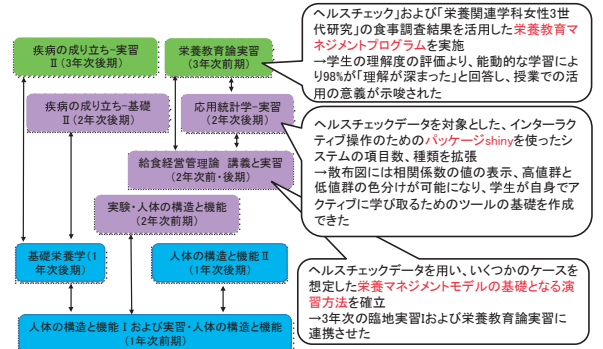 疾病の成り立ち-実習
Ⅱ(3年次後期)
栄養教育論実習
(3年次前期)
疾病の成り立ち-基礎
Ⅱ(2年次後期)
応用統計学-実習
(2年次後期)
給食経営管理論 講義と実習
(2年次前・後期)
実験・人体の構造と機能
(2年次前期)
基礎栄養学(1
年次後期)
人体の構造と機能Ⅱ
(1年次後期)
人体の構造と機能Ⅰおよび実習・人体の構造と機能
(1年次前期)
ヘルスチェック」および「栄養関連学科女性3世
代研究」の食事調査結果を活用した栄養教育マ
ネジメントプログラムを実施
→学生の理解度の評価より、能動的な学習によ
り98%が「理解が深まった」と回答し、授業での活
用の意義が示唆された
ヘルスチェックデータを対象とした、インターラク
ティブ操作のためのパッケージshinyを使ったシ
ステムの項目数、種類を拡張
→散布図には相関係数の値の表示、高値群と
低値群の色分けが可能になり、学生が自身でア
クティブに学び取るためのツールの基礎を作成
できた
ヘルスチェックデータを用い、いくつかのケースを
想定した栄養マネジメントモデルの基礎となる演
習方法を確立
→3年次の臨地実習Ⅰおよび栄養教育論実習に
連携させた